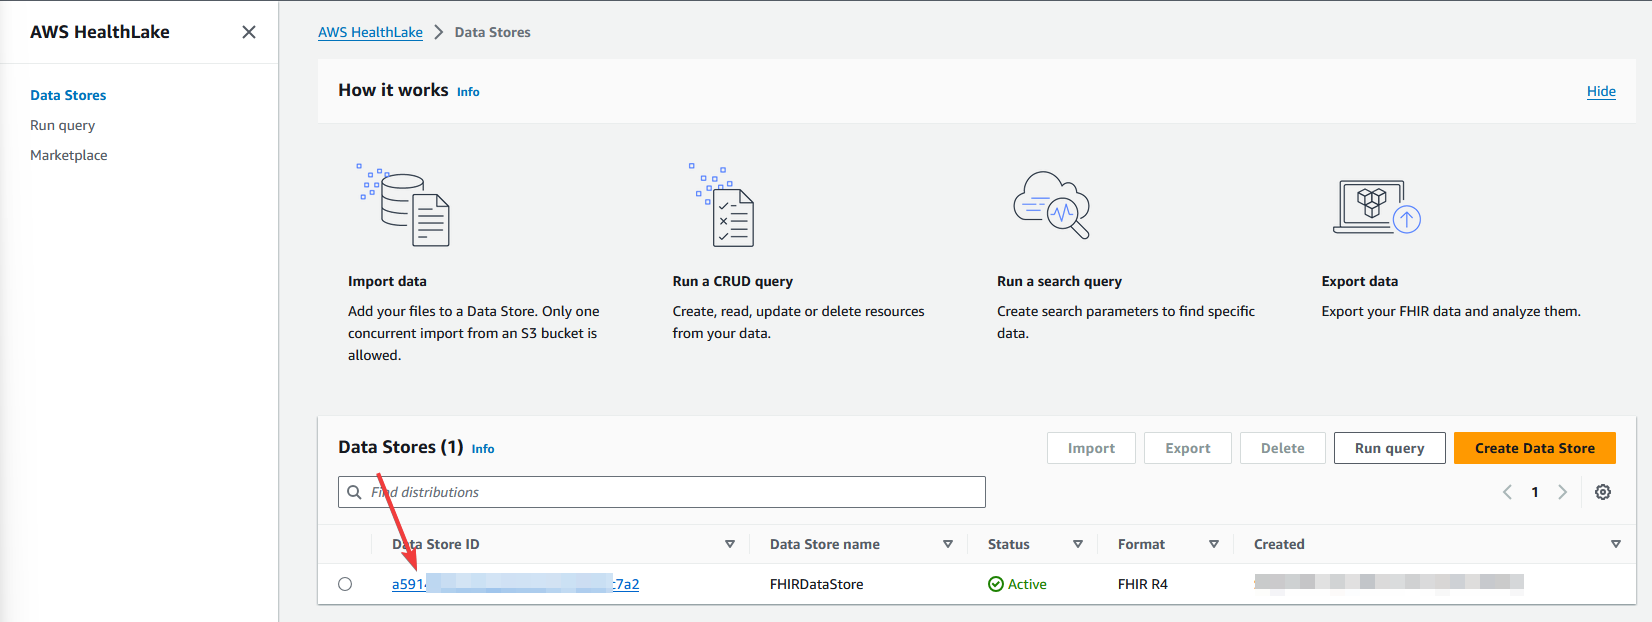 AWS HealthLake
Data Stores
Run query
Marketplace
AWS HealthLake > Data Stores
How it works Info
Hide
Import data
Add your files to a Data Store. Only one
concurrent import from an S3 bucket is
allowed.
Run a CRUD query
Create, read, update or delete resources
from your data.
Run a search query
Create search parameters to find specific
data.
Export data
Export your FHIR data and analyze them.
Data Stores (1) Info
Import Export Delete Run query Create Data Store
Find distributions
1
Data Store ID Data Store name Status Format Created
a591 c7a2 FHIRDataStore Active FHIR R4